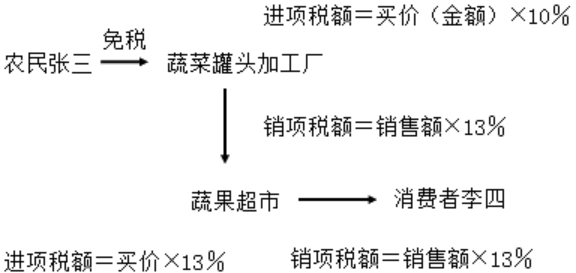 进项税额＝买价（金额）×10%
免税
农民张三
蔬菜罐头加工厂
销项税额＝销售额×13%
蔬果超市
消费者李四
进项税额＝买价×13%
销项税额＝销售额×13%